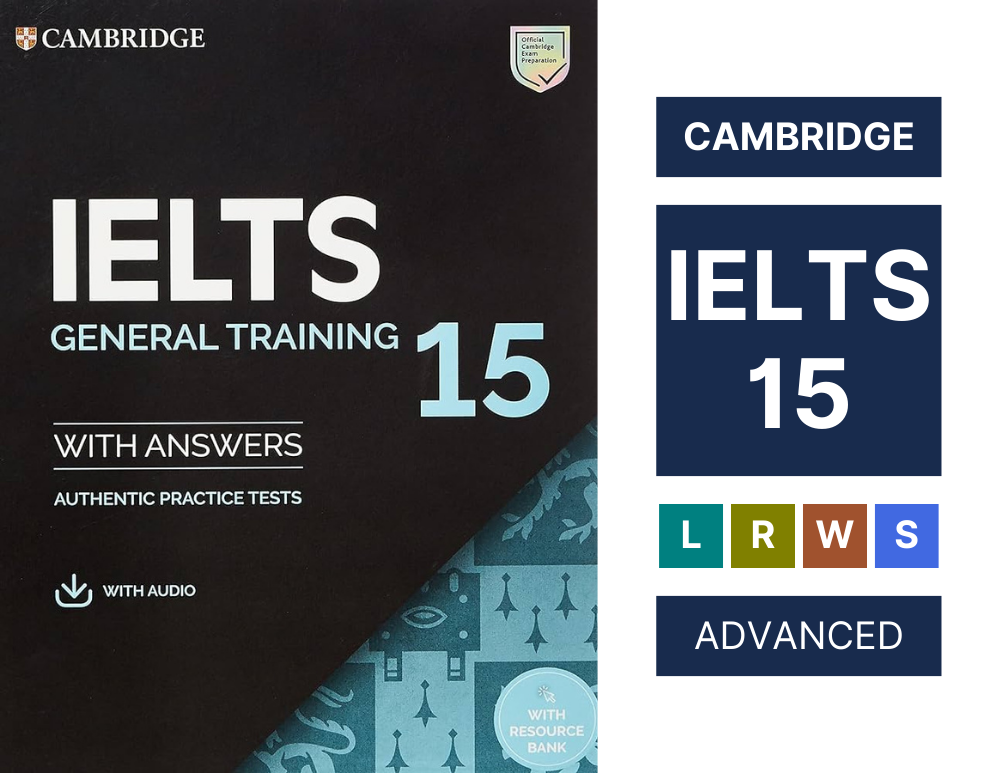 CAMBRIDGE
Official
Cambridge
Exam
Preparation
IELTS
GENERAL TRAINING
15
WITH ANSWERS
AUTHENTIC PRACTICE TESTS
WITH AUDIO
WITH
RESOURCE
BANK
CAMBRIDGE
IELTS
15
L R W S
ADVANCED